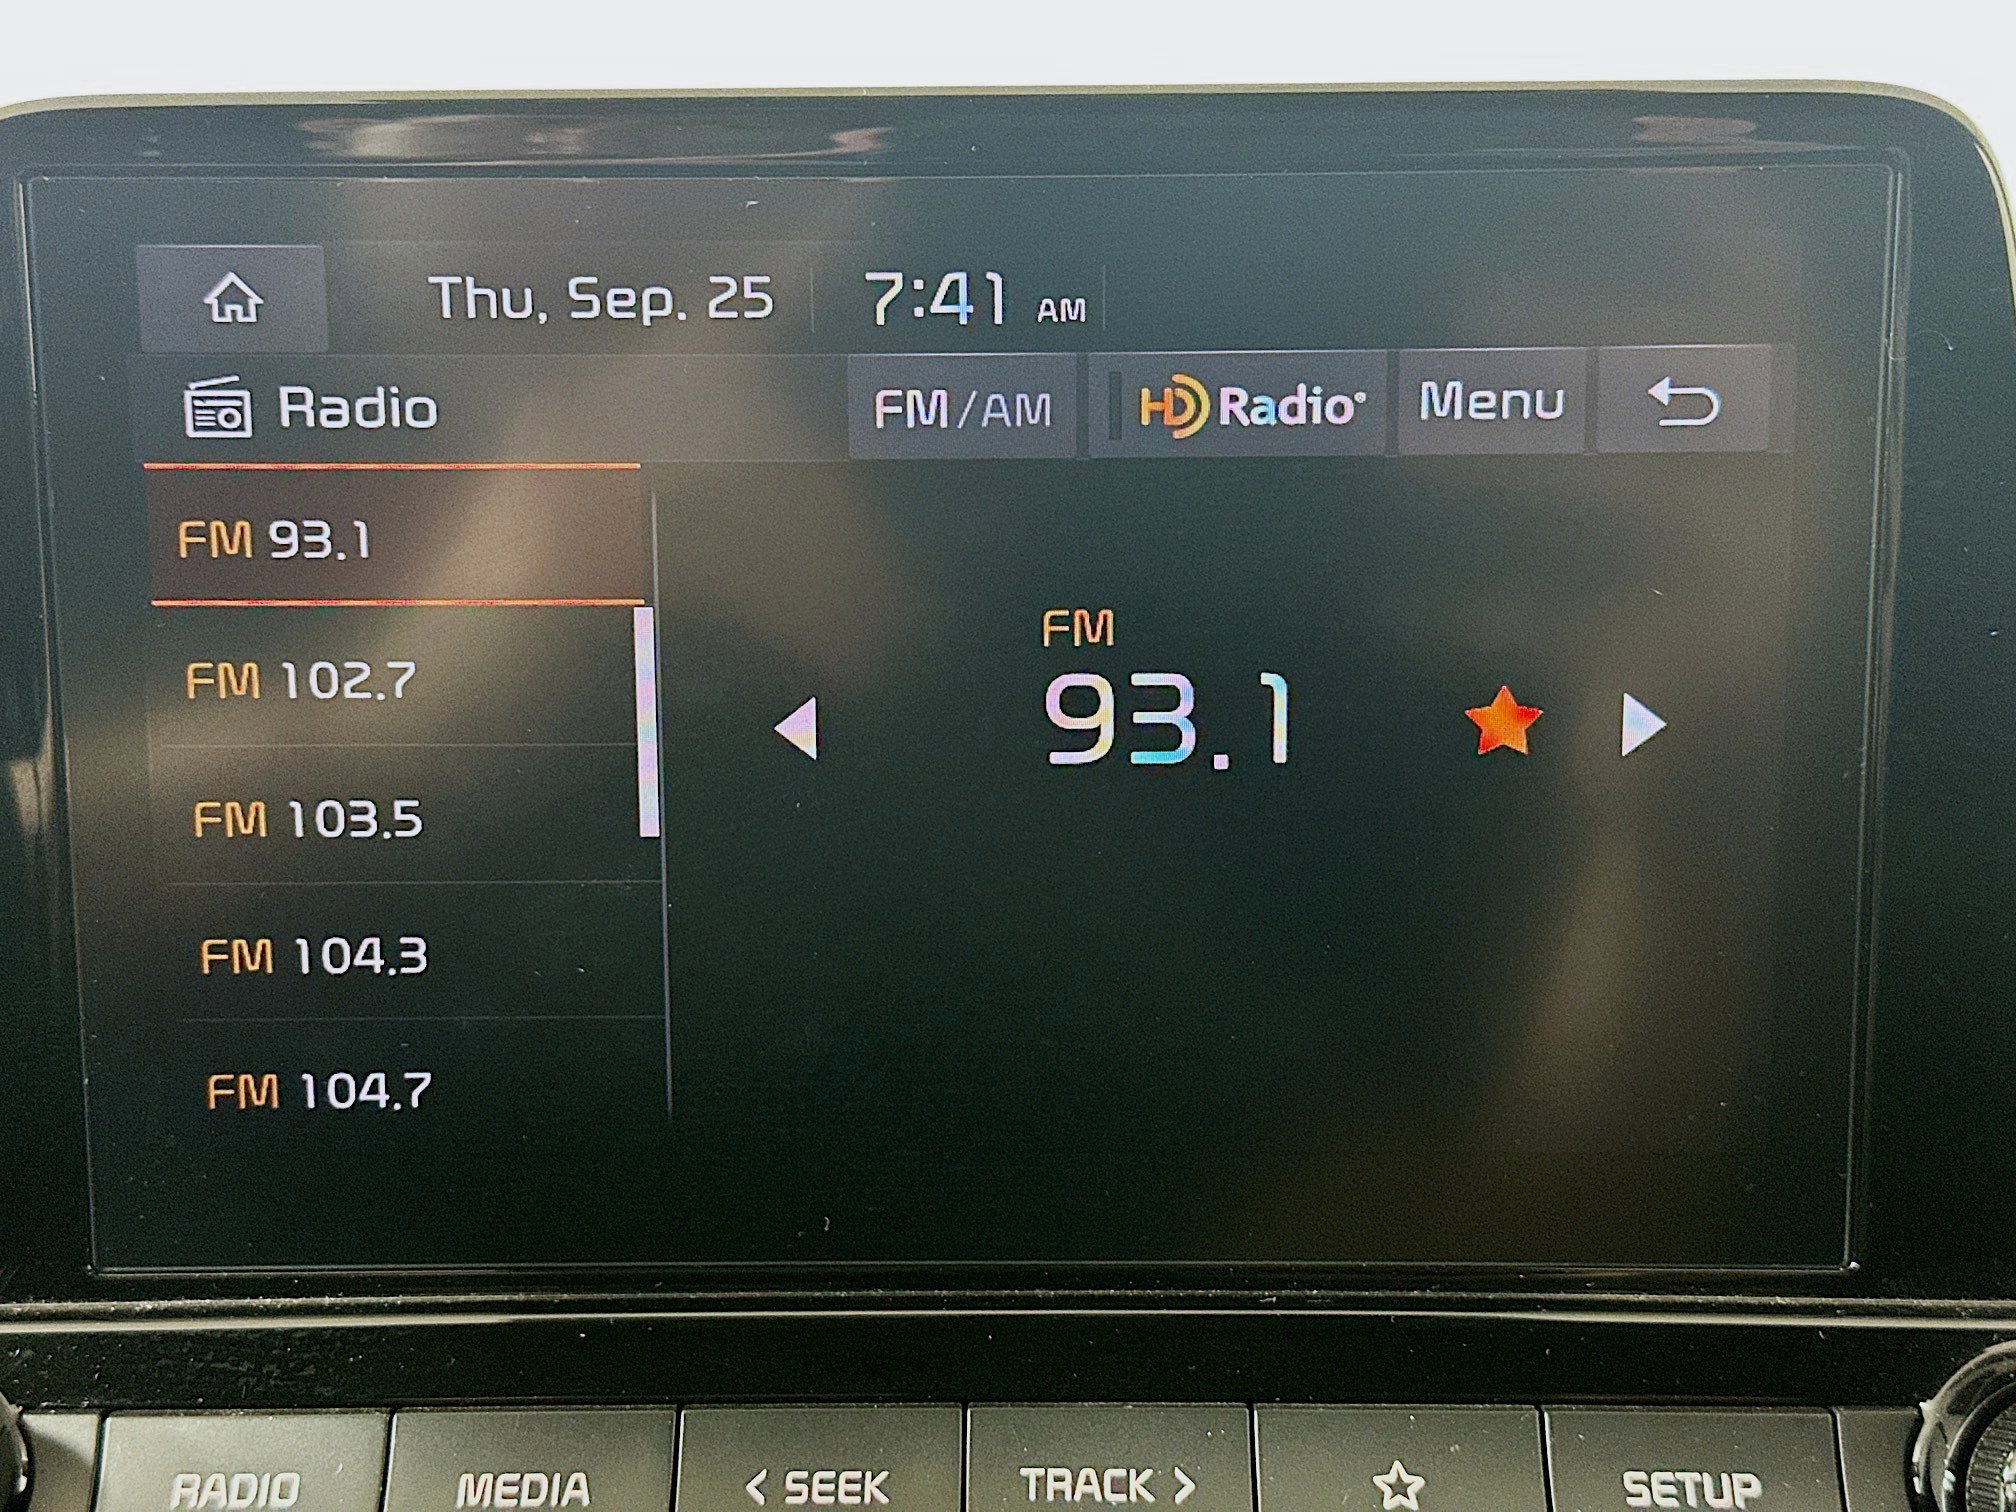 Thu, Sep. 25 7:41 AM
Radio FM/AM HD Radio® Menu
FM 93.1
FM 102.7
FM 103.5
FM 104.3
FM 104.7
FM
93.1
RADIO MEDIA < SEEK TRACK > SETUP